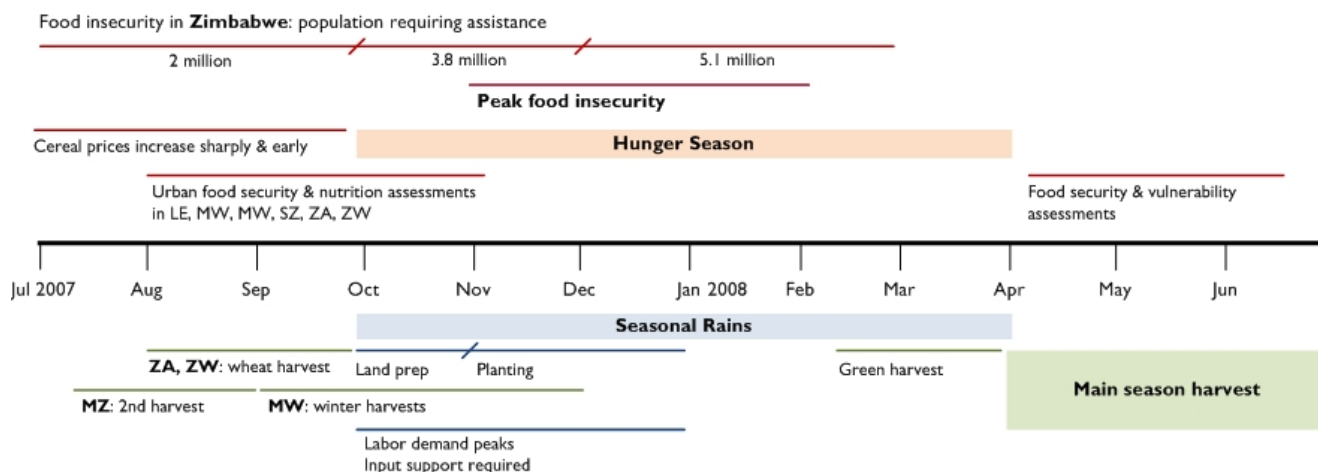 Food insecurity in Zimbabwe: population requiring assistance
2 million
3.8 million
5.1 million
Peak food insecurity
Cereal prices increase sharply & early
Hunger Season
Urban food security & nutrition assessments
in LE, MW, MW, SZ, ZA, ZW
Food security & vulnerability
assessments
Jul 2007 Aug Sep Oct Nov Dec Jan 2008 Feb Mar Apr May Jun
Seasonal Rains
ZA, ZW: wheat harvest
Land prep
Planting
Green harvest
Main season harvest
MZ: 2nd harvest
MW: winter harvests
Labor demand peaks
Input support required